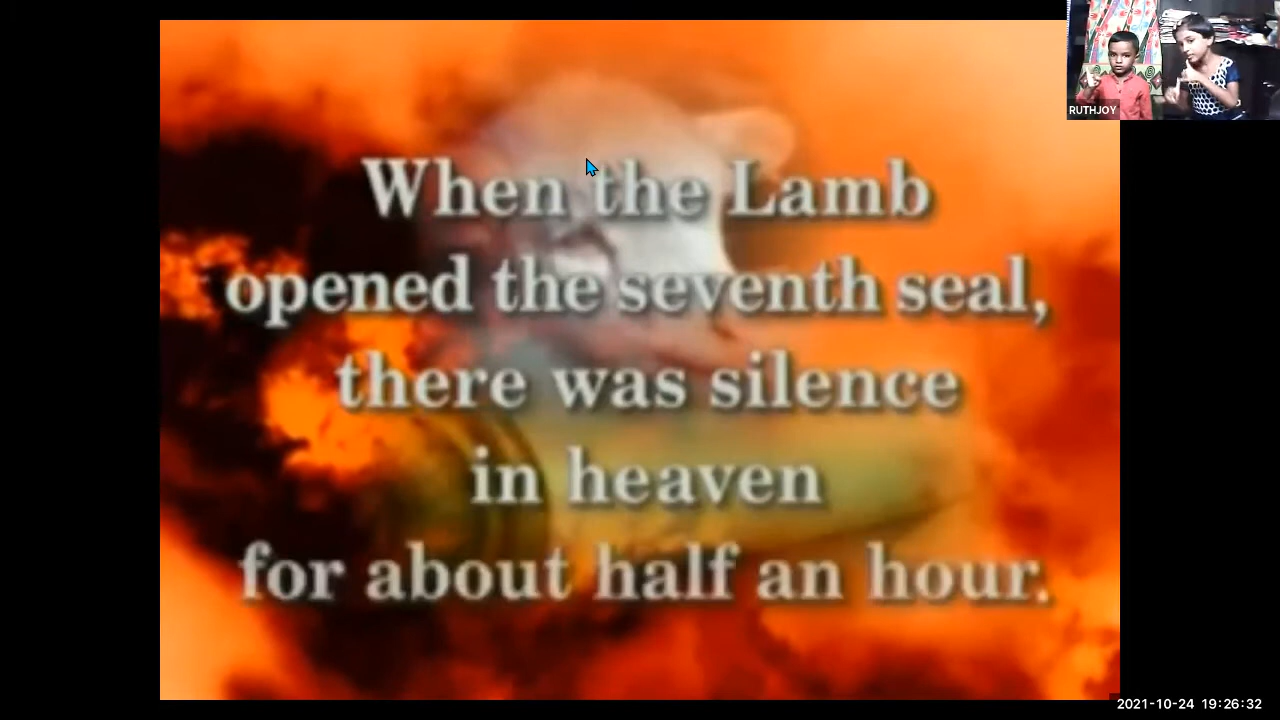 When the Lamb
opened the seventh seal,
there was silence
in heaven
for about half an hour.
RUTHJOY
2021-10-24 19:26:32